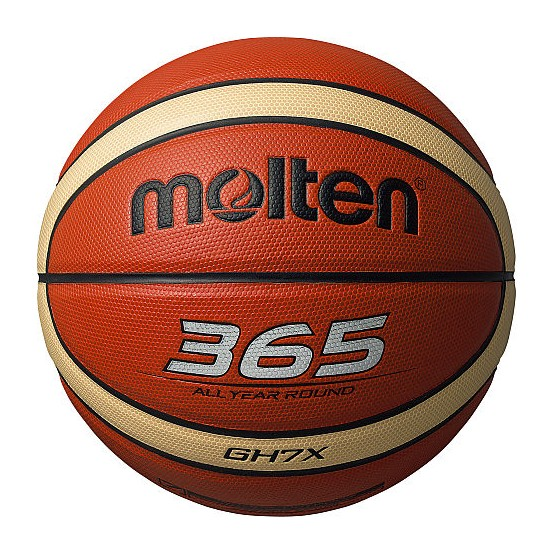 molten®
365
ALL YEAR ROUND
GH7X